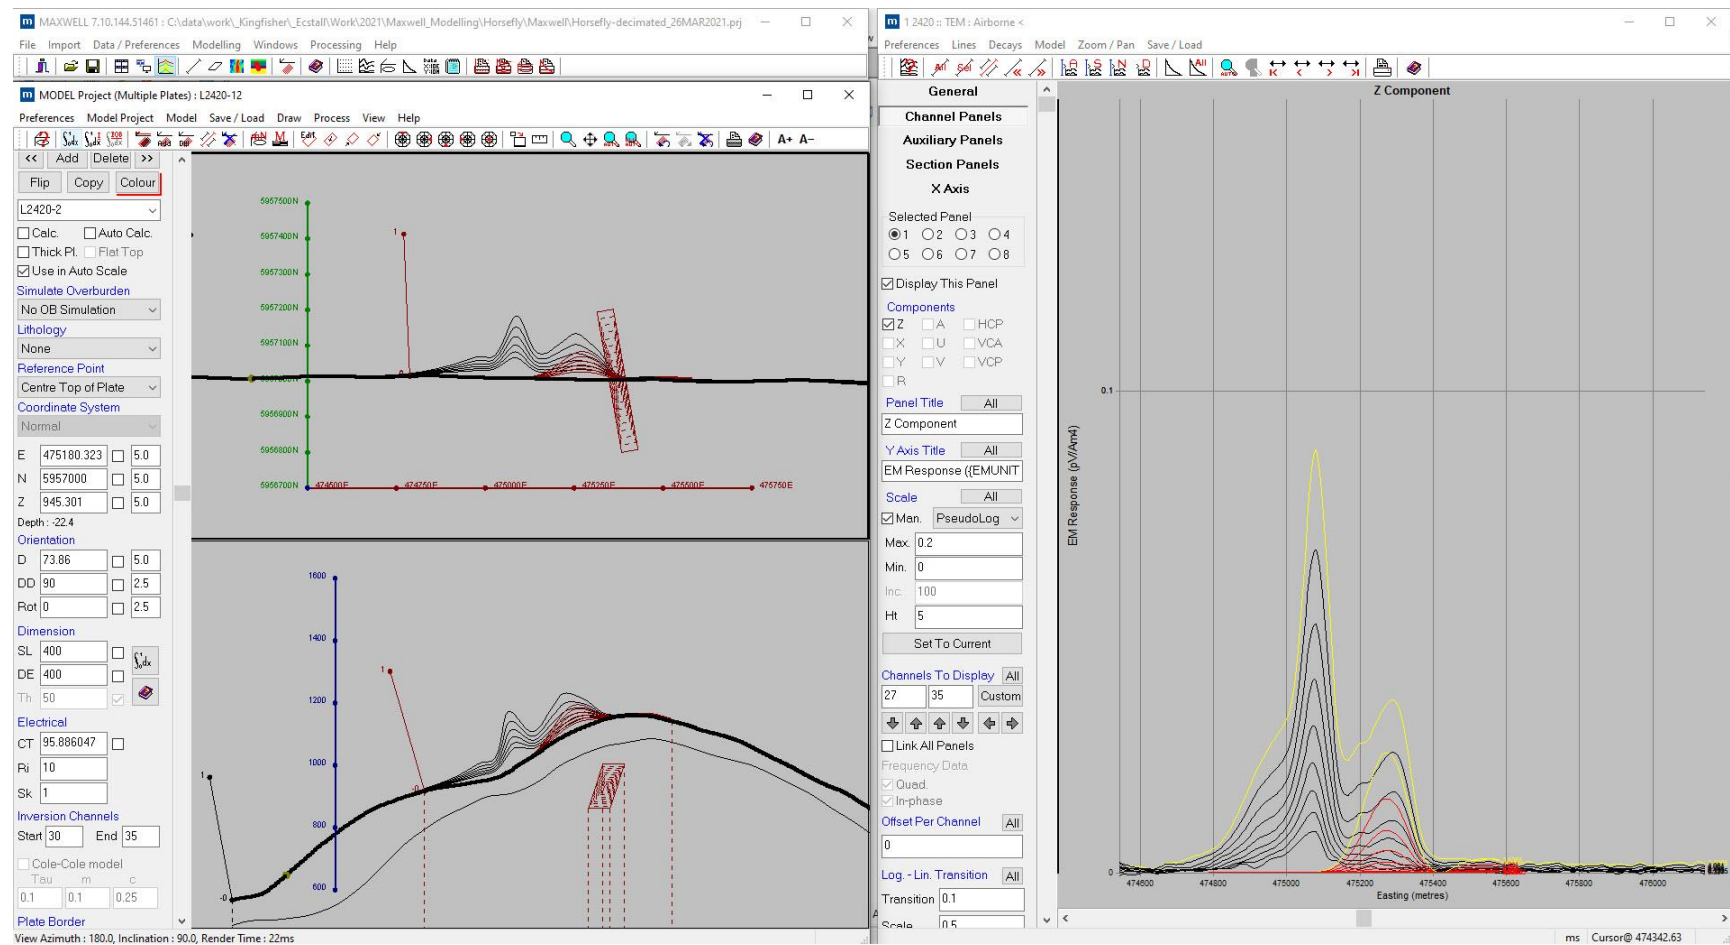 MAXWELL 7.10.144.51461 : C:\data\work\_Kingfisher\_Ecstall\Work\2021\Maxwell_Modelling\Horsefly\Maxwell\Horsefly-decimated_26MAR2021.prj
File Import Data / Preferences Modelling Windows Processing Help
MODEL Project (Multiple Plates) : L2420-12
Preferences Model Project Model Save / Load Draw Process View Help
A+ A-
<< Add Delete >>
Flip Copy Colour
L2420-2
Calc. Auto Calc.
Thick Pl. Flat Top
Use in Auto Scale
Simulate Overburden
No OB Simulation
Lithology
None
Reference Point
Centre Top of Plate
Coordinate System
Normal
E 475180.323 5.0
N 5957000 5.0
Z 945.301 5.0
Depth : -22.4
Orientation
D 73.86 5.0
DD 90 2.5
Rot 0 2.5
Dimension
SL 400
DE 400
Th 50
Electrical
CT 95.886047
Ri 10
Sk 1
Inversion Channels
Start 30 End 35
Cole-Cole model
Tau m c
0.1 0.1 0.25
Plate Border
View Azimuth : 180.0, Inclination : 90.0, Render Time : 22ms
5957500N
5957400N
5957300N
5957200N
5957100N
5957000N
5956900N
5956800N
5956700N
474500E 474750E 475000E 475250E 475500E 475750E
1
1600
1400
1200
1000
800
600
1
-0
1
-0
1 2420 :: TEM : Airborne <
Preferences Lines Decays Model Zoom / Pan Save / Load
General
Channel Panels
Auxiliary Panels
Section Panels
X Axis
Selected Panel
1 2 3 4
5 6 7 8
Display This Panel
Components
Z A HCP
X U VCA
Y V VCP
R
Panel Title All
Z Component
Y Axis Title All
EM Response ({EMUNIT
Scale All
Man. PseudoLog
Max. 0.2
Min. 0
Inc. 100
Ht 5
Set To Current
Channels To Display All
27 35 Custom
Link All Panels
Frequency Data
Quad.
In-phase
Offset Per Channel All
0
Log. - Lin. Transition All
Transition 0.1
Scale 0.5
Z Component
EM Response (pV/Am4)
0.1
0
474600 474800 475000 475200 475400 475600 475800 476000
Easting (metres)
ms Cursor@ 474342.63